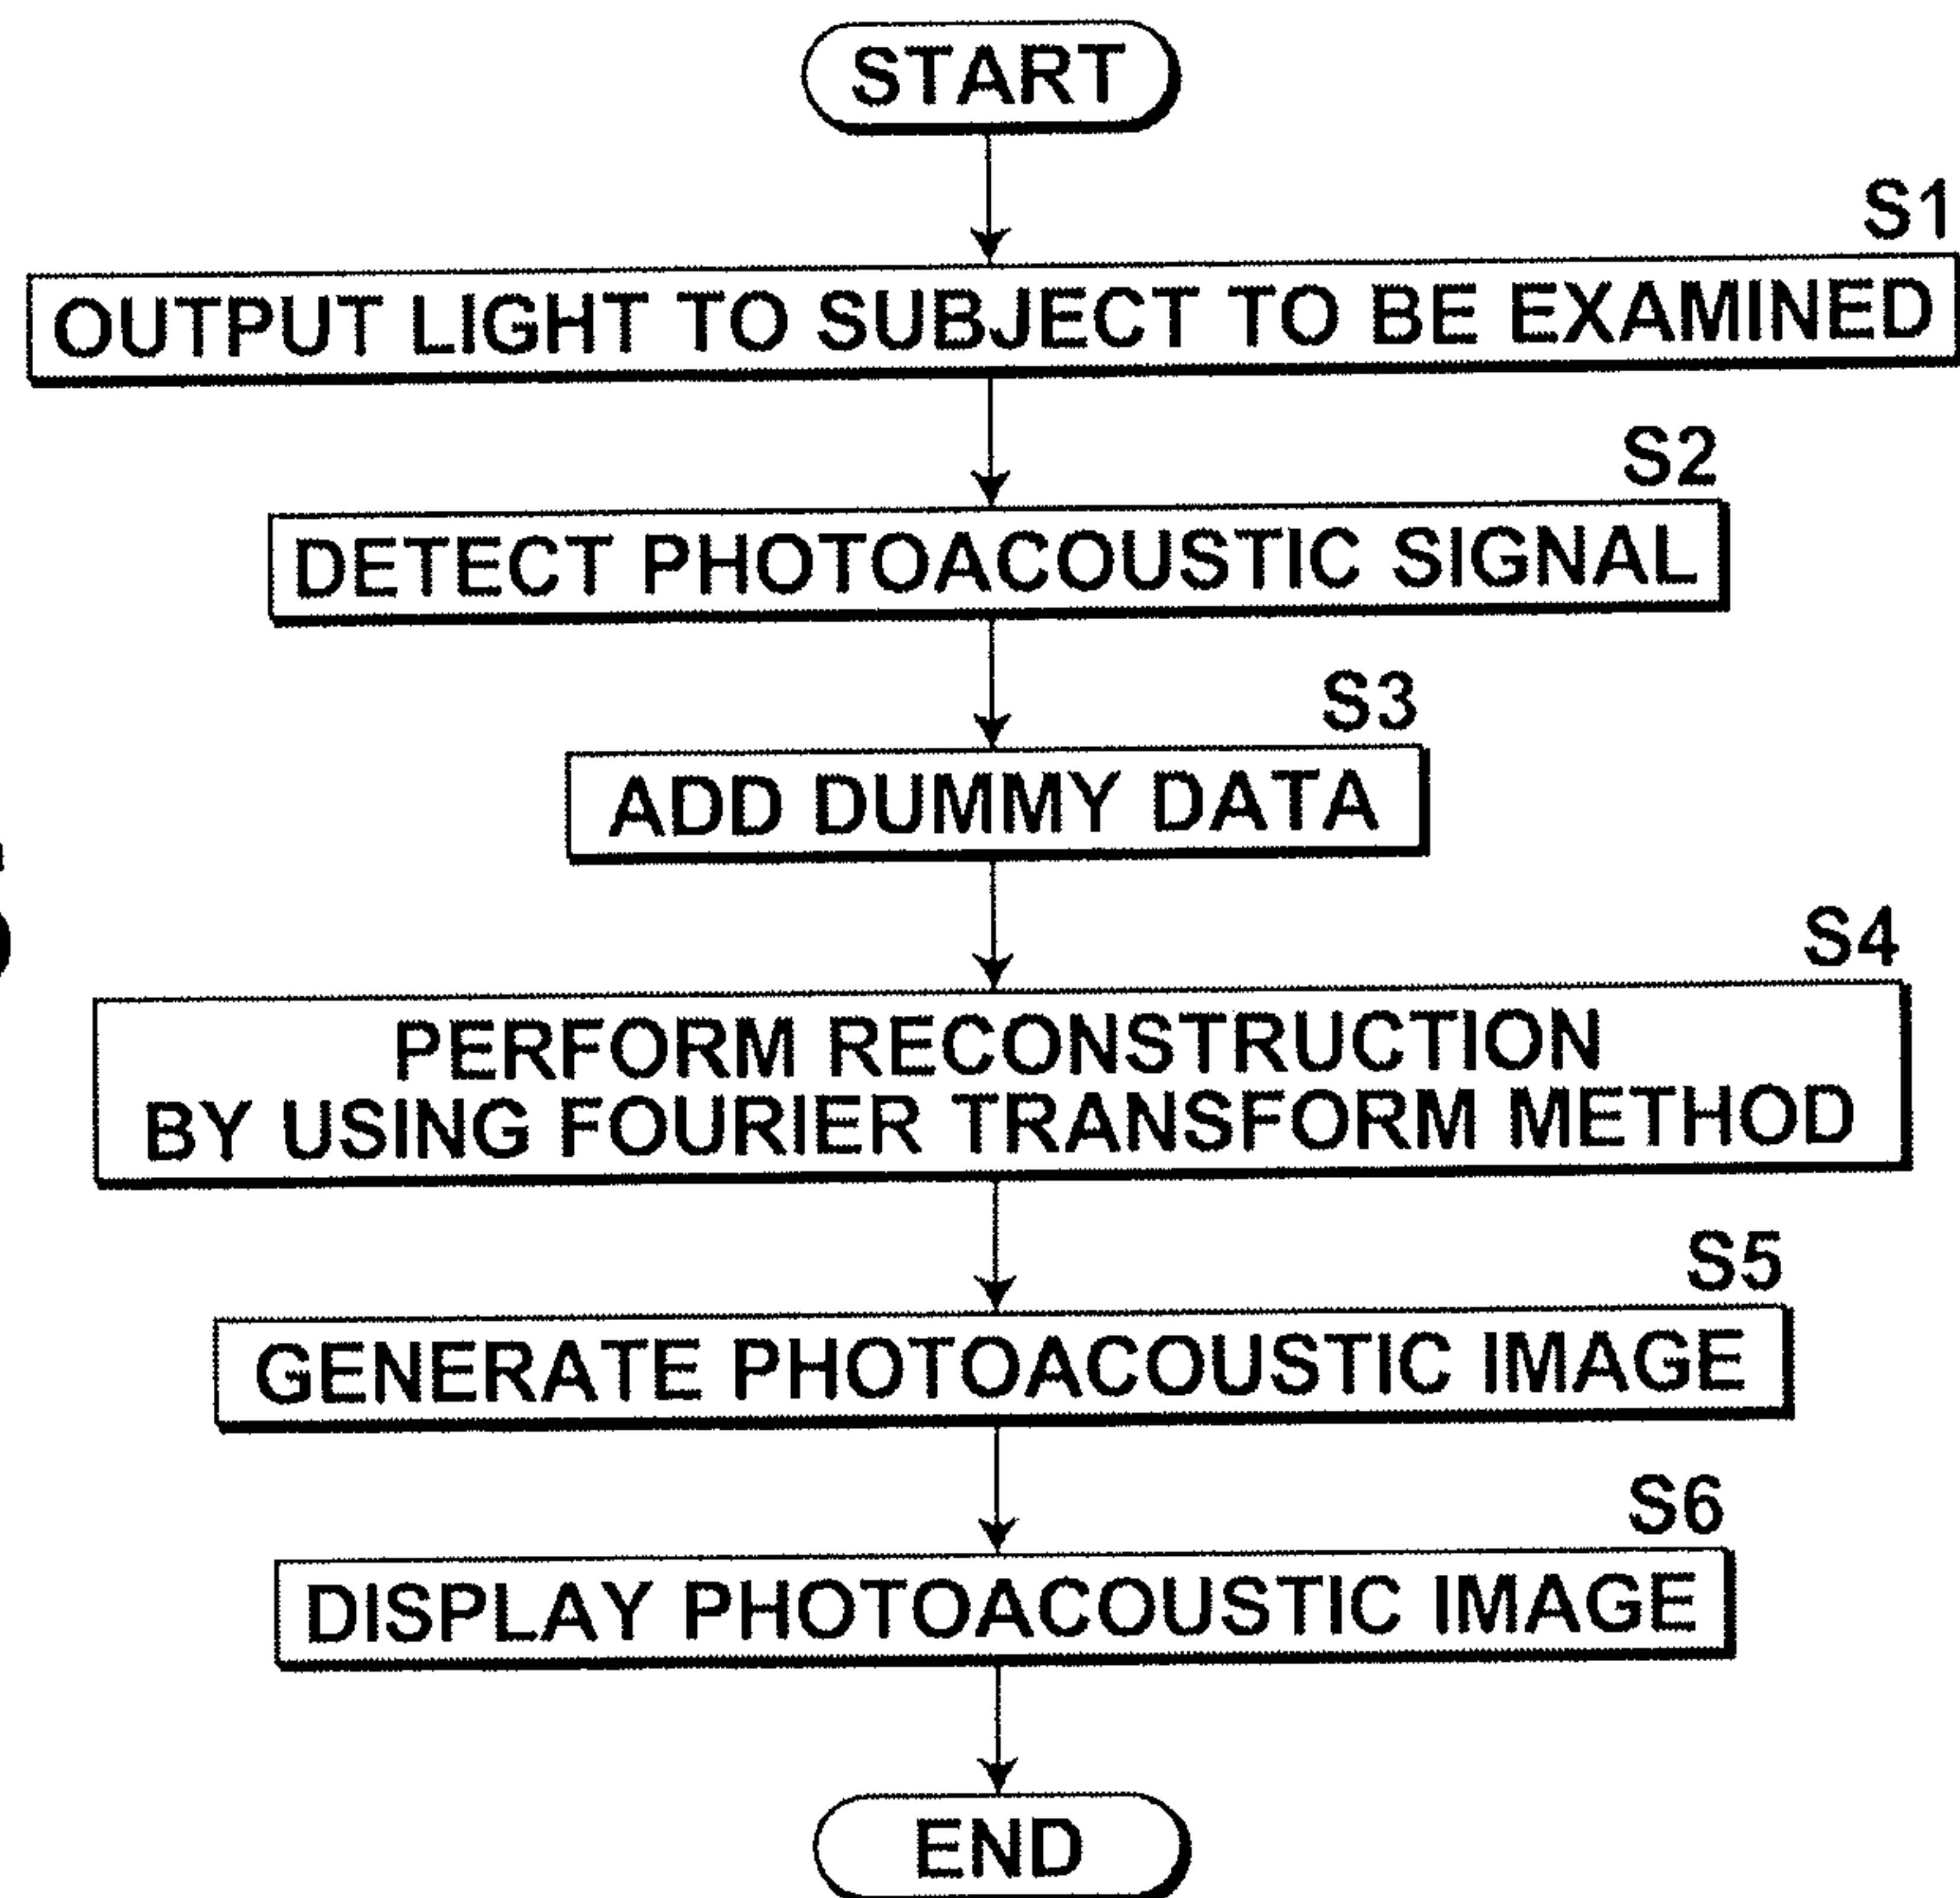 START
S1
OUTPUT LIGHT TO SUBJECT TO BE EXAMINED
S2
DETECT PHOTOACOUSTIC SIGNAL
S3
ADD DUMMY DATA
S4
PERFORM RECONSTRUCTION
BY USING FOURIER TRANSFORM METHOD
S5
GENERATE PHOTOACOUSTIC IMAGE
S6
DISPLAY PHOTOACOUSTIC IMAGE
END